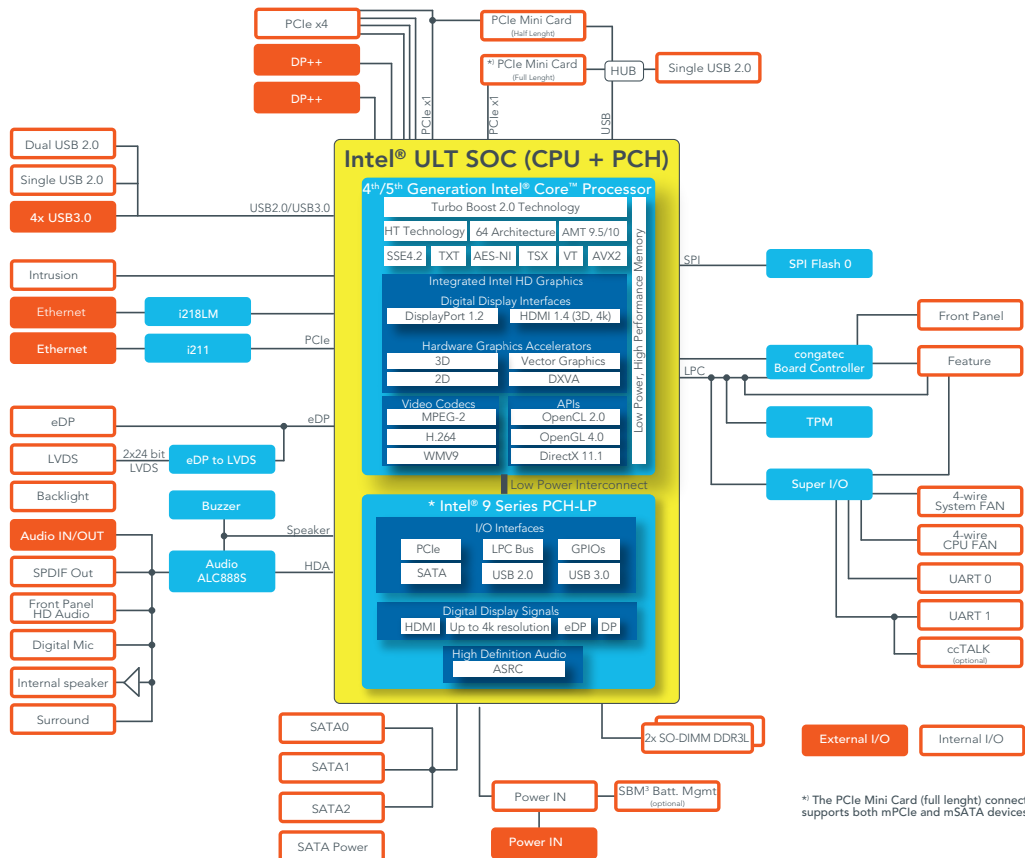 PCIe x4
DP++
DP++
PCIe Mini Card
(Half Lenght)
*) PCIe Mini Card
(Full Lenght)
HUB
Single USB 2.0
PCIe x1
PCIe x1
USB
Dual USB 2.0
Single USB 2.0
4x USB3.0
USB2.0/USB3.0
Intrusion
Ethernet
i218LM
Ethernet
i211
PCIe
eDP
eDP
LVDS
2x24 bit
LVDS
eDP to LVDS
Backlight
Buzzer
Speaker
Audio IN/OUT
Audio
ALC888S
HDA
SPDIF Out
Front Panel
HD Audio
Digital Mic
Internal speaker
Surround
Intel® ULT SOC (CPU + PCH)
4th/5th Generation Intel® Core™ Processor
Turbo Boost 2.0 Technology
HT Technology
64 Architecture
AMT 9.5/10
SSE4.2
TXT
AES-NI
TSX
VT
AVX2
Low Power, High Performance Memory
Integrated Intel HD Graphics
Digital Display Interfaces
DisplayPort 1.2
HDMI 1.4 (3D, 4k)
Hardware Graphics Accelerators
3D
Vector Graphics
2D
DXVA
Video Codecs
MPEG-2
H.264
WMV9
APIs
OpenCL 2.0
OpenGL 4.0
DirectX 11.1
Low Power Interconnect
* Intel® 9 Series PCH-LP
I/O Interfaces
PCIe
LPC Bus
GPIOs
SATA
USB 2.0
USB 3.0
Digital Display Signals
HDMI
Up to 4k resolution
eDP
DP
High Definition Audio
ASRC
SPI
SPI Flash 0
LPC
congatec
Board Controller
Front Panel
Feature
TPM
Super I/O
4-wire
System FAN
4-wire
CPU FAN
UART 0
UART 1
ccTALK
(optional)
SATA0
SATA1
SATA2
SATA Power
Power IN
Power IN
SBM³ Batt. Mgmt
(optional)
2x SO-DIMM DDR3L
External I/O
Internal I/O
*) The PCIe Mini Card (full lenght) connect
supports both mPCIe and mSATA devices